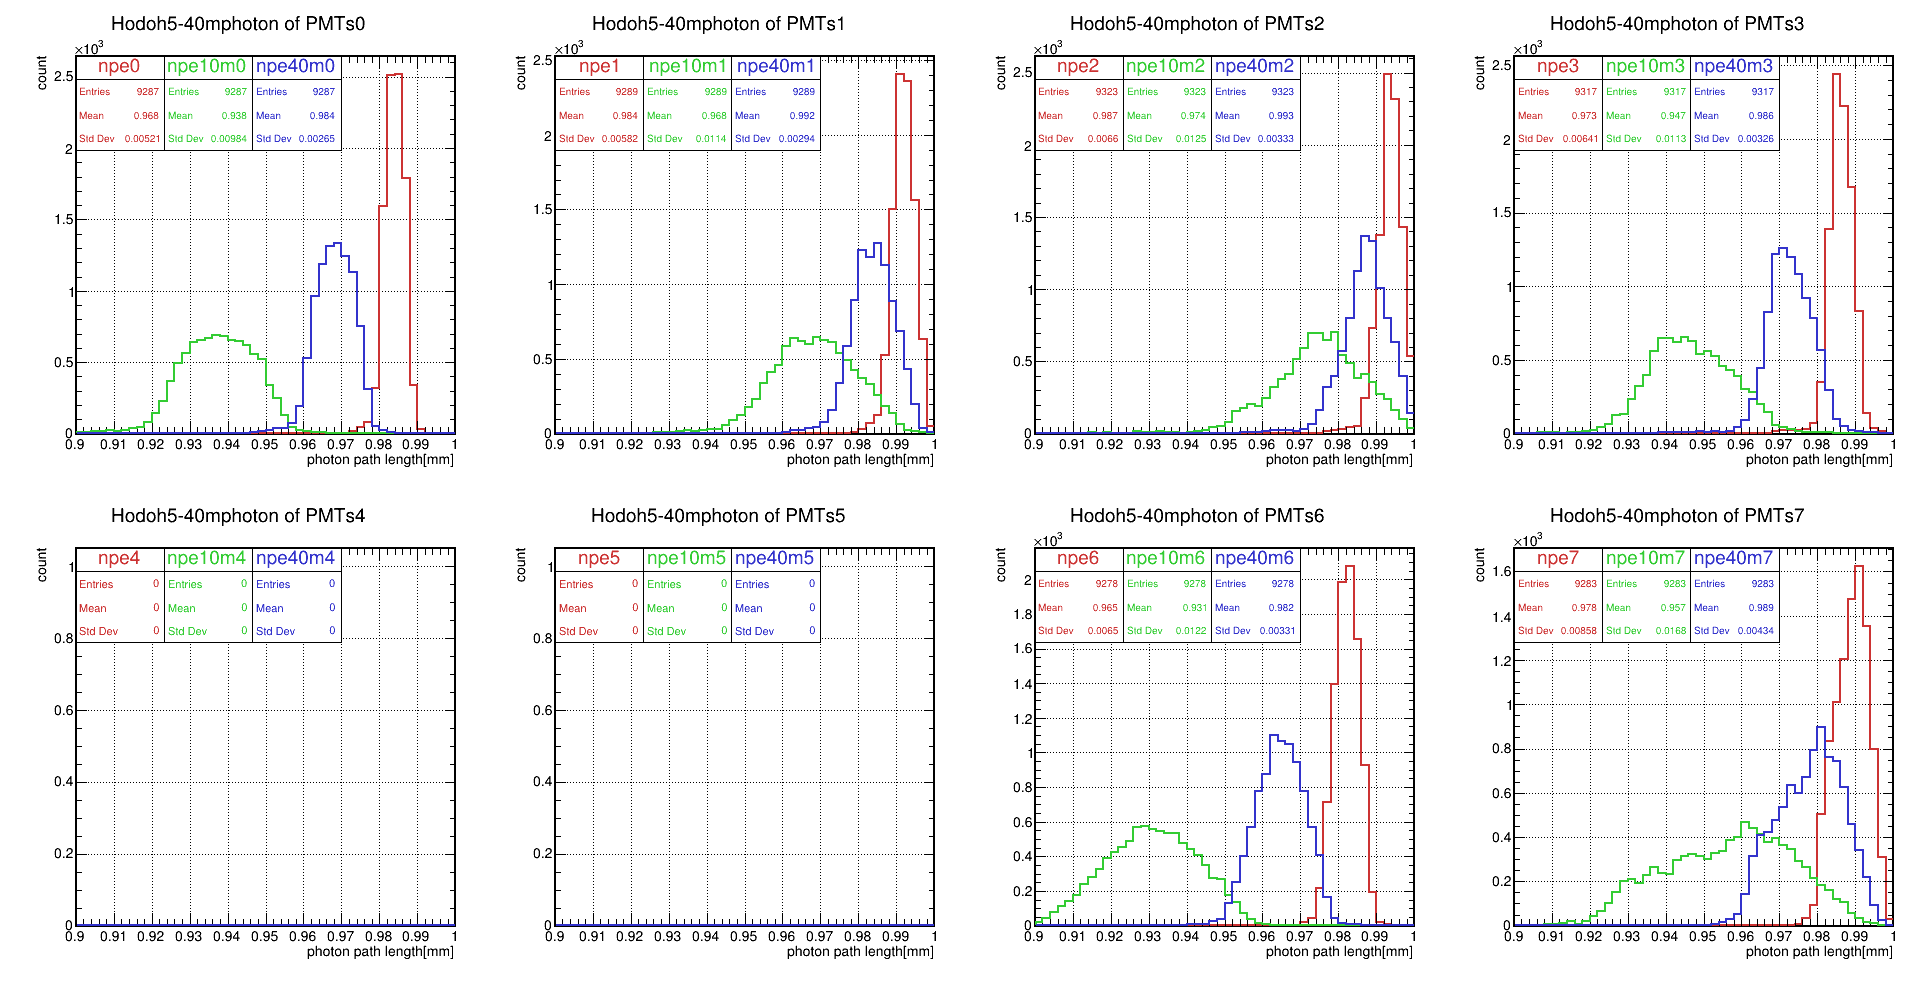 Hodoh5-40mphoton of PMTs0
count
×10³
npe0 npe10m0 npe40m0
Entries 9287 Entries 9287 Entries 9287
Mean 0.968 Mean 0.938 Mean 0.984
Std Dev 0.00521 Std Dev 0.00984 Std Dev 0.00265
2.5
2
1.5
1
0.5
0
0.9 0.91 0.92 0.93 0.94 0.95 0.96 0.97 0.98 0.99 1
photon path length[mm]
Hodoh5-40mphoton of PMTs1
count
×10³
npe1 npe10m1 npe40m1
Entries 9289 Entries 9289 Entries 9289
Mean 0.984 Mean 0.968 Mean 0.992
Std Dev 0.00582 Std Dev 0.0114 Std Dev 0.00294
2.5
2
1.5
1
0.5
0
0.9 0.91 0.92 0.93 0.94 0.95 0.96 0.97 0.98 0.99 1
photon path length[mm]
Hodoh5-40mphoton of PMTs2
count
×10³
npe2 npe10m2 npe40m2
Entries 9323 Entries 9323 Entries 9323
Mean 0.987 Mean 0.974 Mean 0.993
Std Dev 0.0066 Std Dev 0.0125 Std Dev 0.00333
2.5
2
1.5
1
0.5
0
0.9 0.91 0.92 0.93 0.94 0.95 0.96 0.97 0.98 0.99 1
photon path length[mm]
Hodoh5-40mphoton of PMTs3
count
×10³
npe3 npe10m3 npe40m3
Entries 9317 Entries 9317 Entries 9317
Mean 0.973 Mean 0.947 Mean 0.986
Std Dev 0.00641 Std Dev 0.0113 Std Dev 0.00326
2.5
2
1.5
1
0.5
0
0.9 0.91 0.92 0.93 0.94 0.95 0.96 0.97 0.98 0.99 1
photon path length[mm]
Hodoh5-40mphoton of PMTs4
count
npe4 npe10m4 npe40m4
Entries 0 Entries 0 Entries 0
Mean 0 Mean 0 Mean 0
Std Dev 0 Std Dev 0 Std Dev 0
1
0.8
0.6
0.4
0.2
0
0.9 0.91 0.92 0.93 0.94 0.95 0.96 0.97 0.98 0.99 1
photon path length[mm]
Hodoh5-40mphoton of PMTs5
count
npe5 npe10m5 npe40m5
Entries 0 Entries 0 Entries 0
Mean 0 Mean 0 Mean 0
Std Dev 0 Std Dev 0 Std Dev 0
1
0.8
0.6
0.4
0.2
0
0.9 0.91 0.92 0.93 0.94 0.95 0.96 0.97 0.98 0.99 1
photon path length[mm]
Hodoh5-40mphoton of PMTs6
count
×10³
npe6 npe10m6 npe40m6
Entries 9278 Entries 9278 Entries 9278
Mean 0.965 Mean 0.931 Mean 0.982
Std Dev 0.0065 Std Dev 0.0122 Std Dev 0.00331
2
1.8
1.6
1.4
1.2
1
0.8
0.6
0.4
0.2
0
0.9 0.91 0.92 0.93 0.94 0.95 0.96 0.97 0.98 0.99 1
photon path length[mm]
Hodoh5-40mphoton of PMTs7
count
×10³
npe7 npe10m7 npe40m7
Entries 9283 Entries 9283 Entries 9283
Mean 0.978 Mean 0.957 Mean 0.989
Std Dev 0.00858 Std Dev 0.0168 Std Dev 0.00434
1.6
1.4
1.2
1
0.8
0.6
0.4
0.2
0
0.9 0.91 0.92 0.93 0.94 0.95 0.96 0.97 0.98 0.99 1
photon path length[mm]